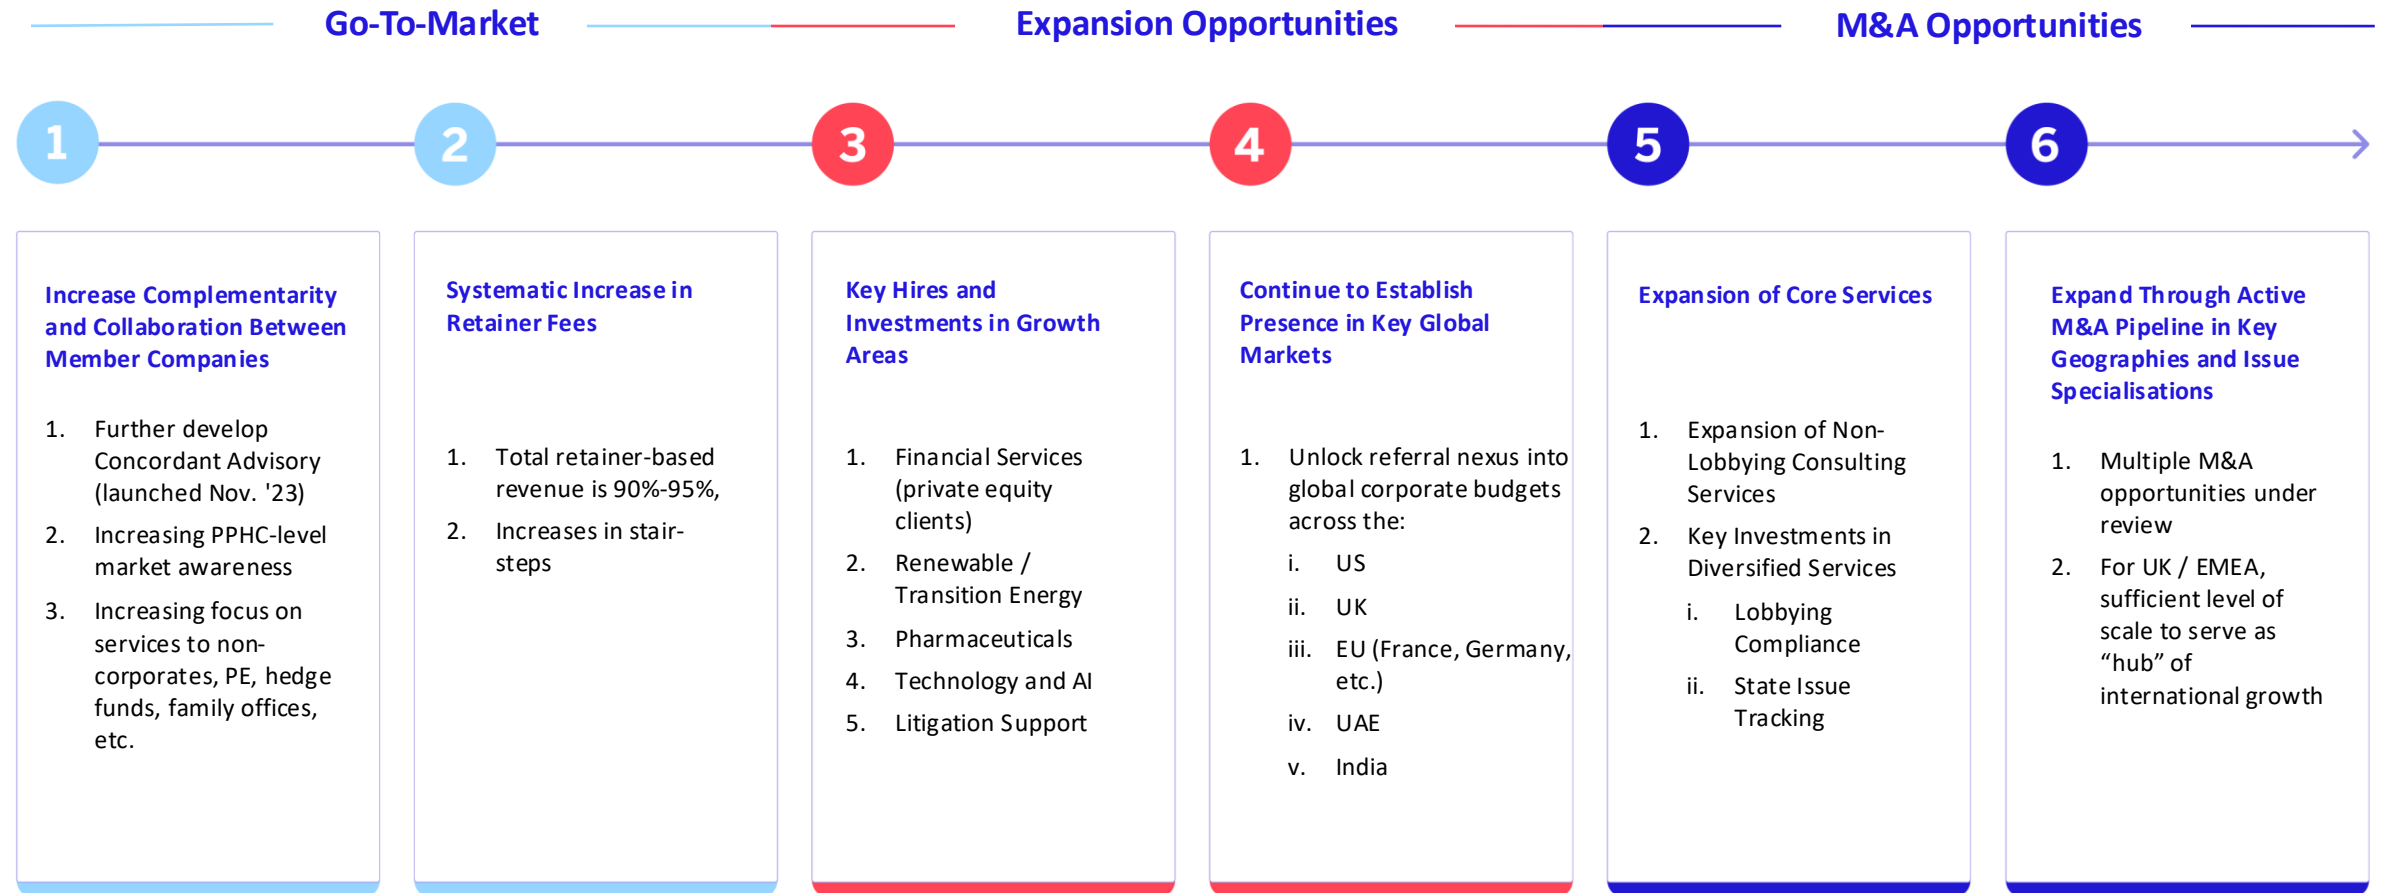 Go-To-Market
Expansion Opportunities
M&A Opportunities
1
2
3
4
5
6
Increase Complementarity
and Collaboration Between
Member Companies
1. Further develop
Concordant Advisory
(launched Nov. '23)
2. Increasing PPHC-level
market awareness
3. Increasing focus on
services to non-
corporates, PE, hedge
funds, family offices,
etc.
Systematic Increase in
Retainer Fees
1. Total retainer-based
revenue is 90%-95%,
2. Increases in stair-
steps
Key Hires and
Investments in Growth
Areas
1. Financial Services
(private equity
clients)
2. Renewable /
Transition Energy
3. Pharmaceuticals
4. Technology and AI
5. Litigation Support
Continue to Establish
Presence in Key Global
Markets
1. Unlock referral nexus into
global corporate budgets
across the:
i. US
ii. UK
iii. EU (France, Germany,
etc.)
iv. UAE
v. India
Expansion of Core Services
1. Expansion of Non-
Lobbying Consulting
Services
2. Key Investments in
Diversified Services
i. Lobbying
Compliance
ii. State Issue
Tracking
Expand Through Active
M&A Pipeline in Key
Geographies and Issue
Specialisations
1. Multiple M&A
opportunities under
review
2. For UK / EMEA,
sufficient level of
scale to serve as
“hub” of
international growth